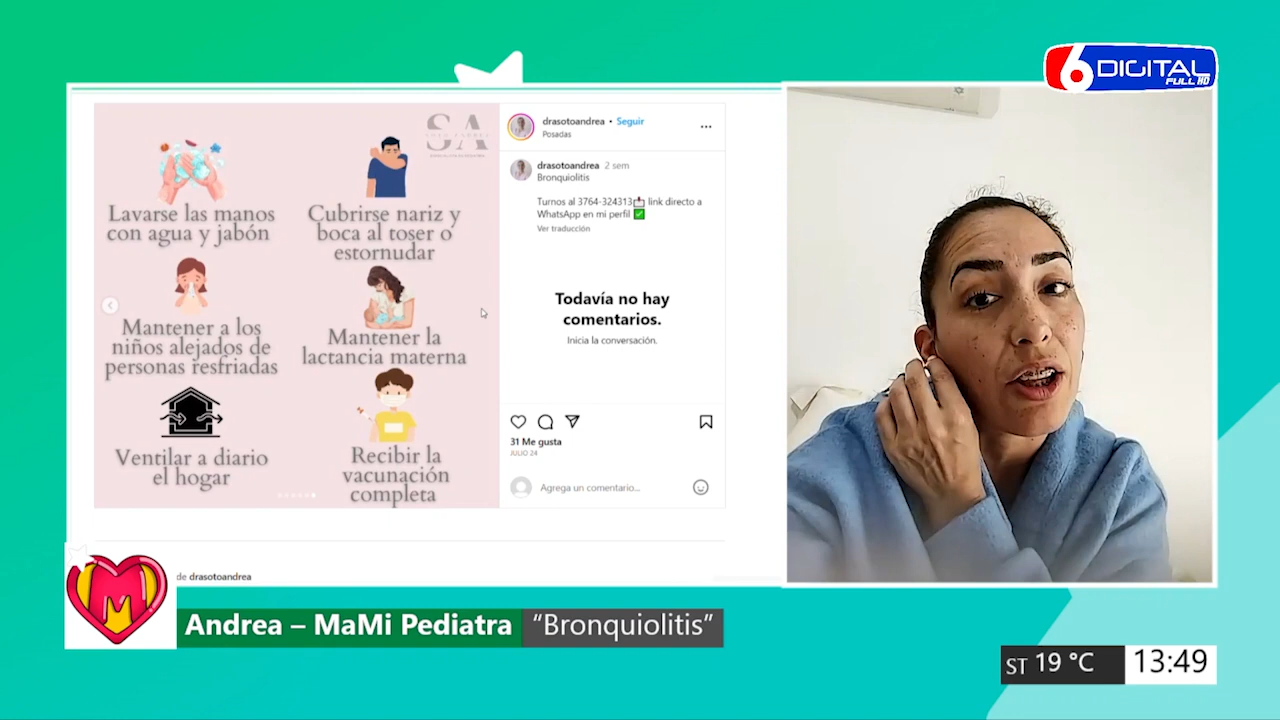 6 DIGITAL
FULL HD
SA
Lavarse las manos
con agua y jabón
Cubrirse nariz y
boca al toser o
estornudar
Mantener a los
niños alejados de
personas resfriadas
Mantener la
lactancia materna
Ventilar a diario
el hogar
Recibir la
vacunación
completa
drasotoandrea • Seguir
Posadas
drasotoandrea 2 sem
Bronquiolitis
Turnos al 3764-324313 link directo a
WhatsApp en mi perfil
Ver traducción
Todavía no hay
comentarios.
Inicia la conversación.
31 Me gusta
JULIO 24
Agrega un comentario...
de drasotoandrea
M
Andrea – MaMi Pediatra "Bronquiolitis"
ST 19 °C 13:49